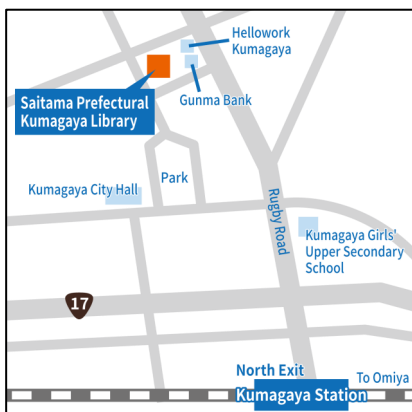 Hellowork
Kumagaya
Saitama Prefectural
Kumagaya Library
Gunma Bank
Park
Kumagaya City Hall
Rugby Road
Kumagaya Girls'
Upper Secondary
School
17
North Exit
Kumagaya Station
To Omiya